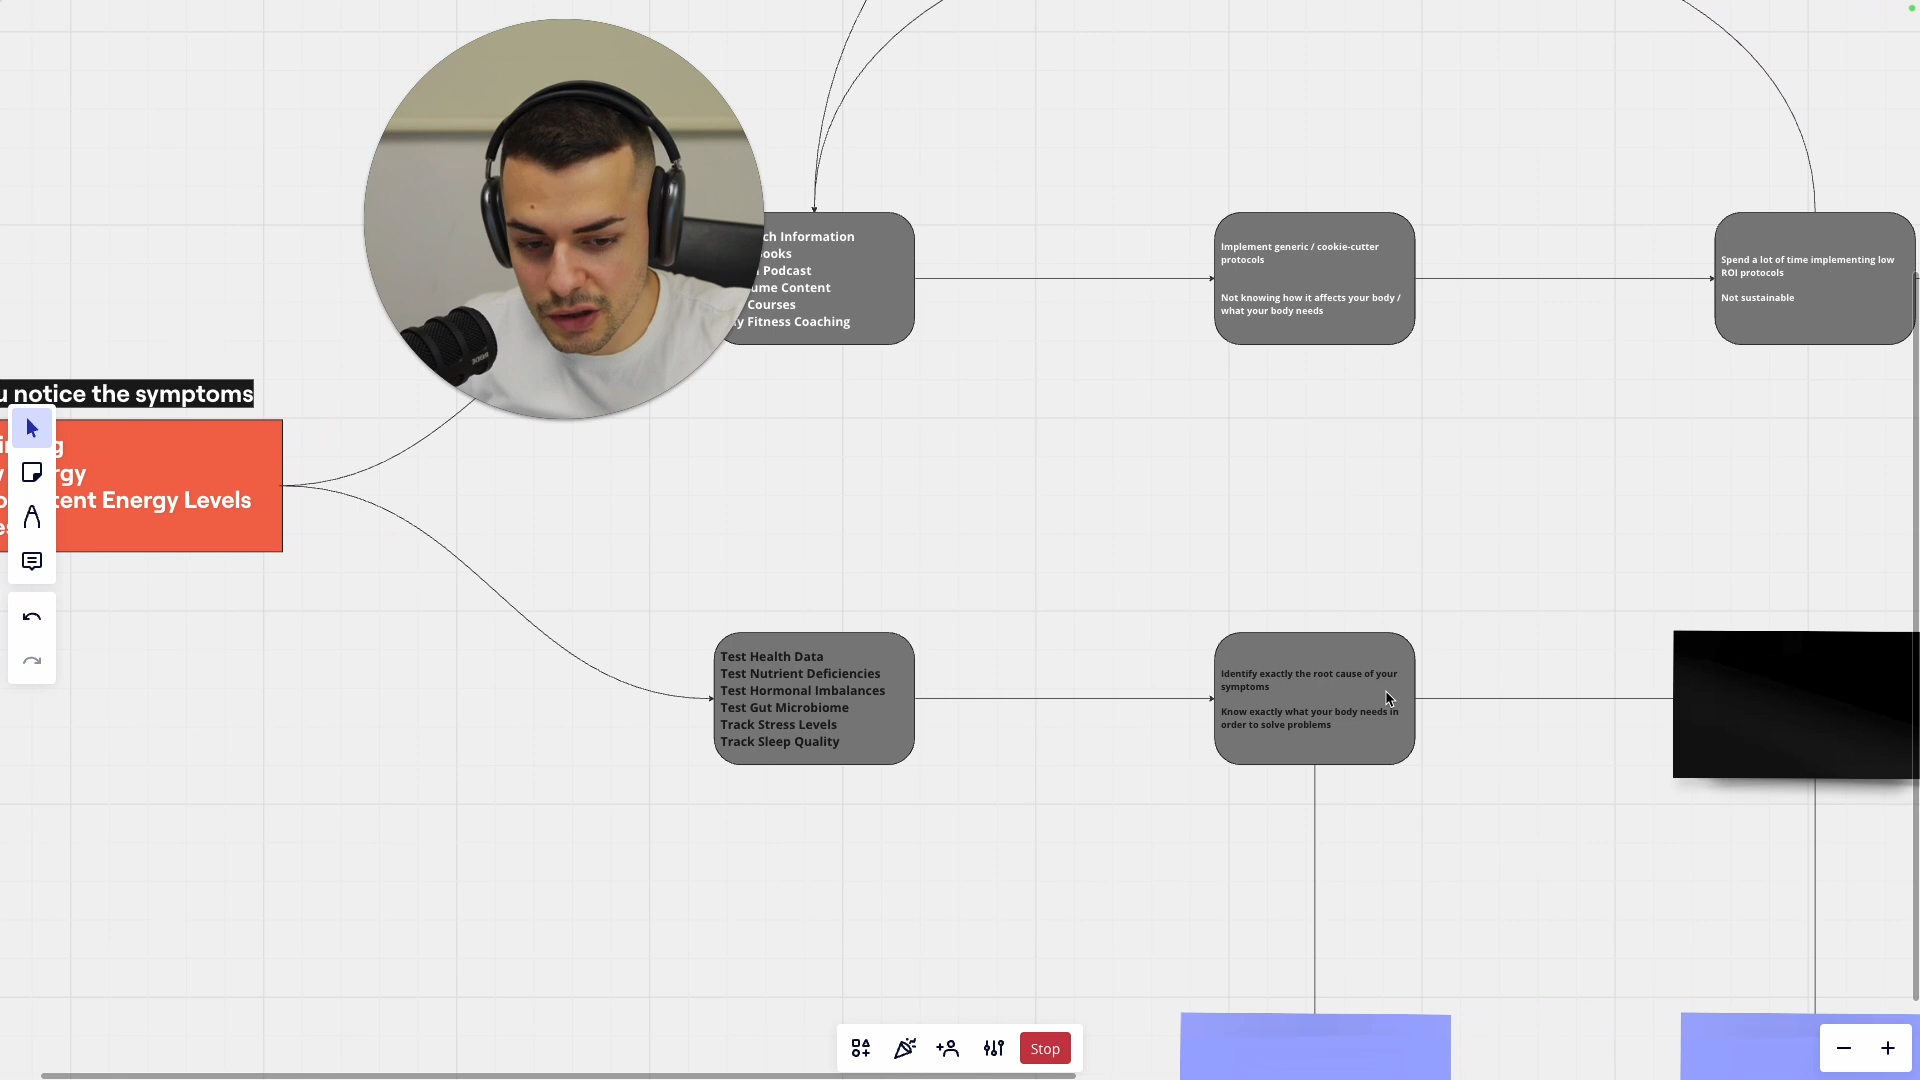 ch Information
ooks
Podcast
ume Content
Courses
y Fitness Coaching
Implement generic / cookie-cutter
protocols
Not knowing how it affects your body /
what your body needs
Spend a lot of time implementing low
ROI protocols
Not sustainable
u notice the symptoms
g
rgy
tent Energy Levels
Test Health Data
Test Nutrient Deficiencies
Test Hormonal Imbalances
Test Gut Microbiome
Track Stress Levels
Track Sleep Quality
Identify exactly the root cause of your
symptoms
Know exactly what your body needs in
order to solve problems
Stop